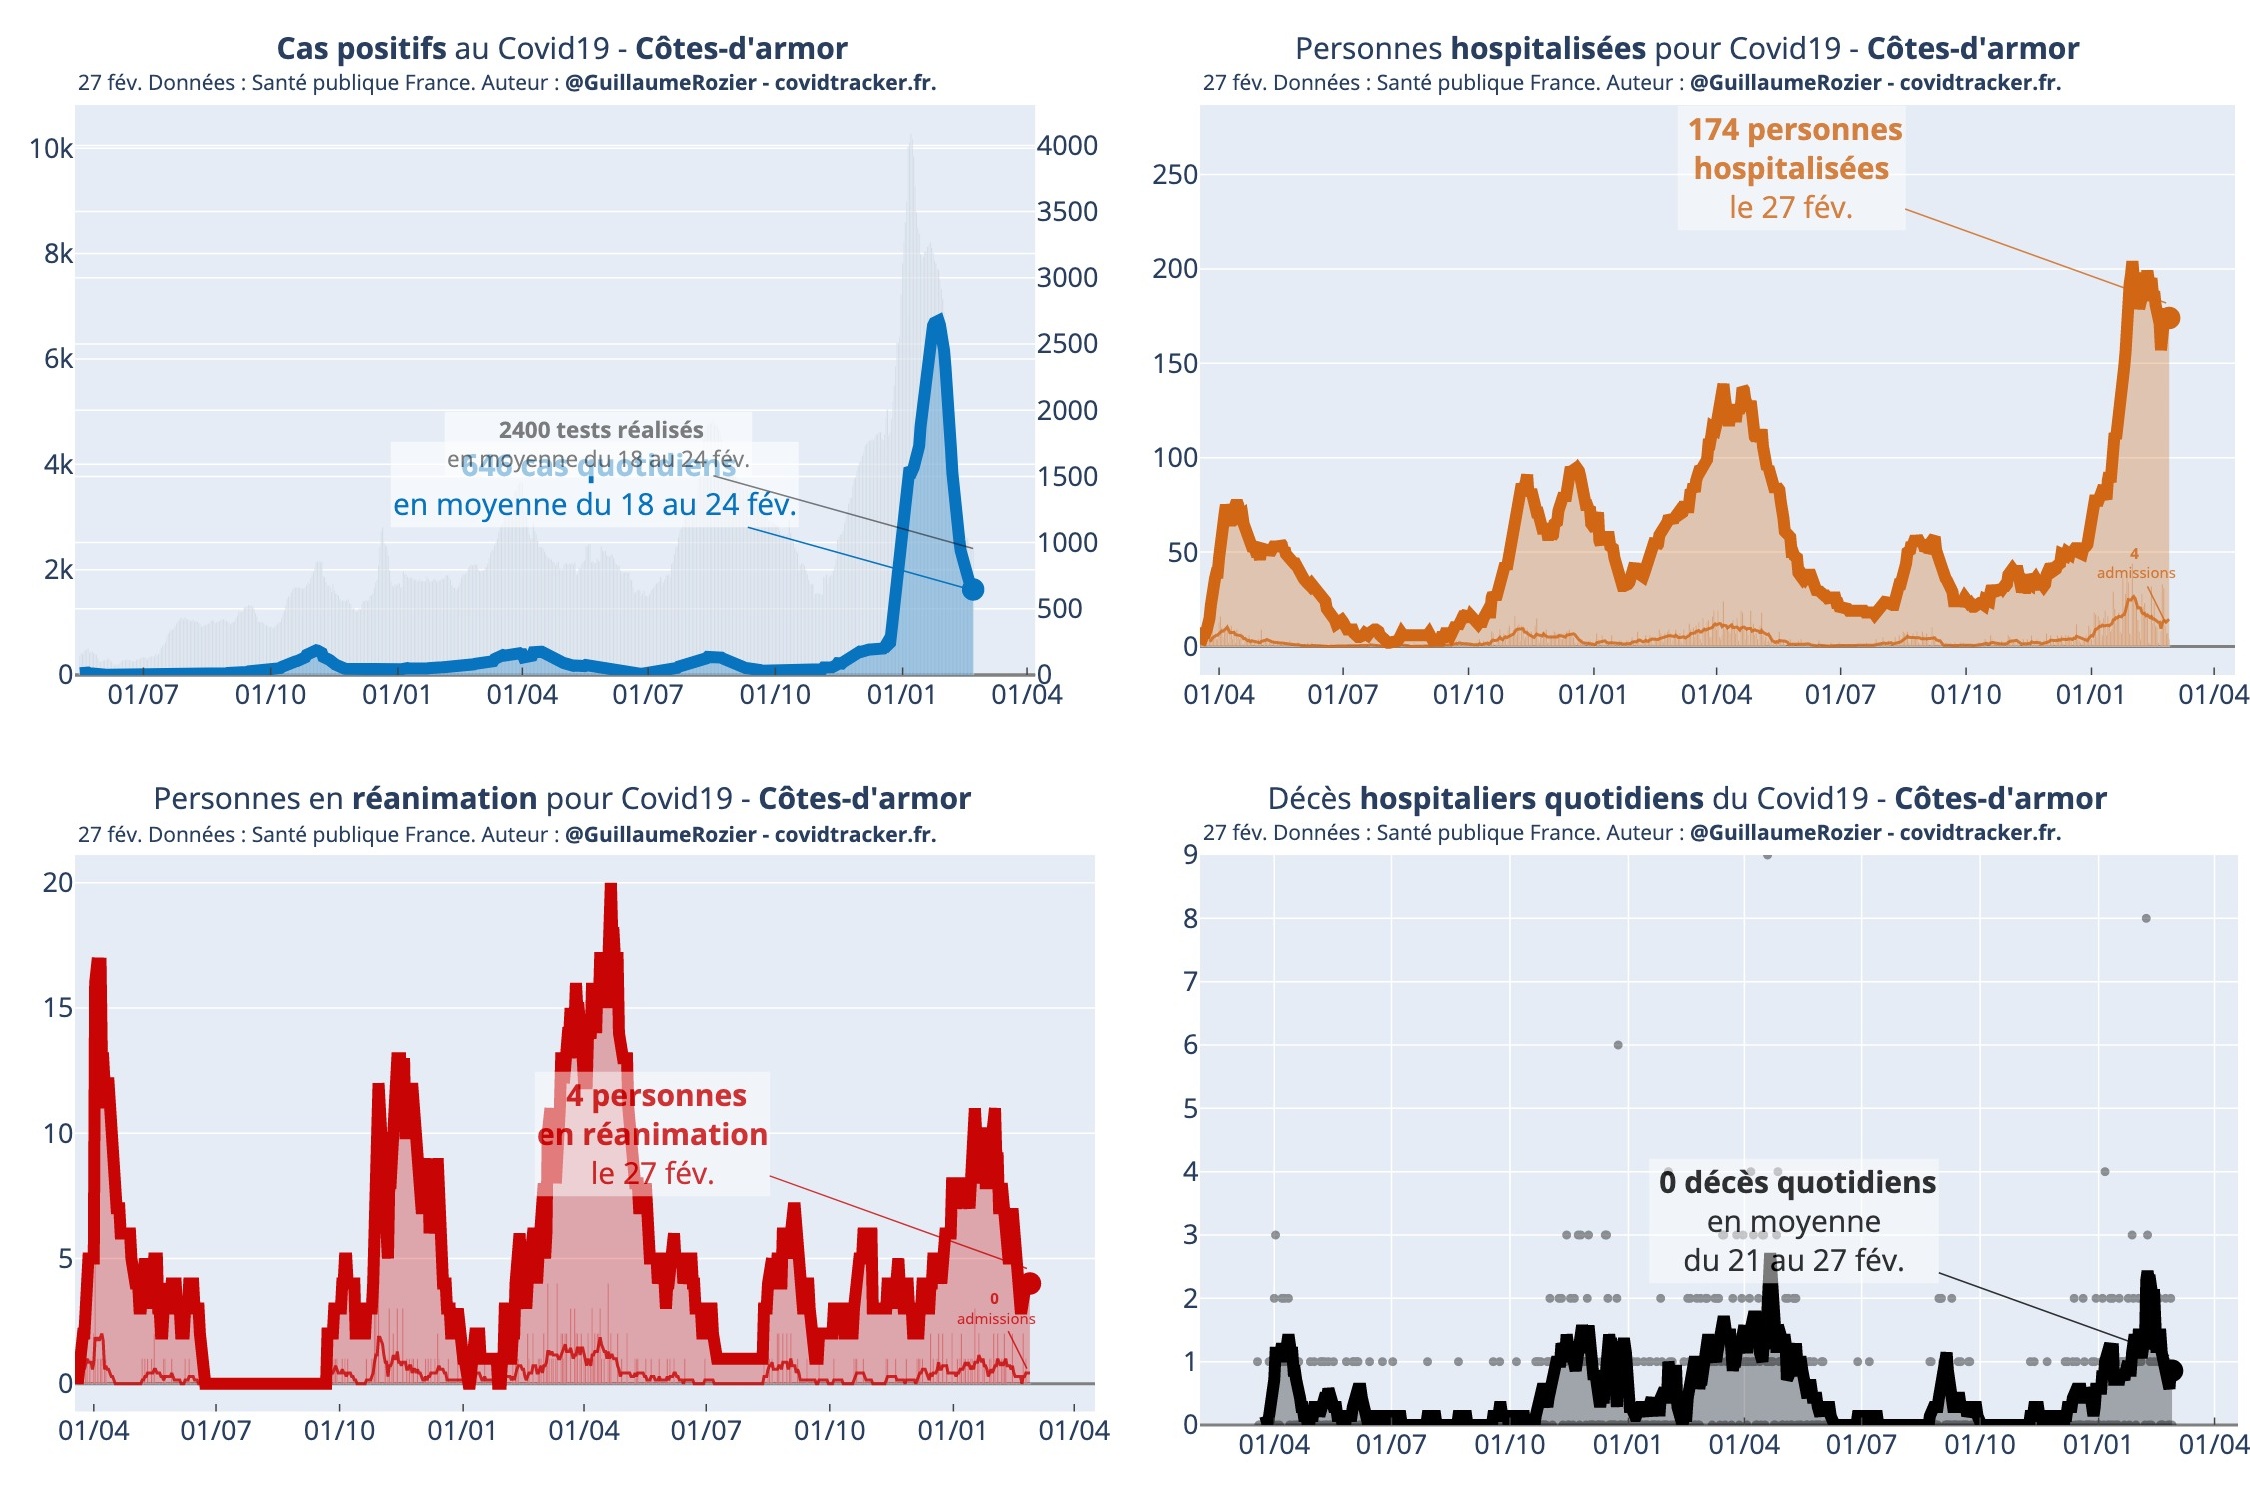 Cas positifs au Covid19 - Côtes-d'armor
27 fév. Données : Santé publique France. Auteur : @GuillaumeRozier - covidtracker.fr.
10k
8k
6k
4k
2k
0
4000
3500
3000
2500
2000
1500
1000
500
0
2400 tests réalisés
en moyenne du 18 au 24 fév.
646 cas quotidiens
en moyenne du 18 au 24 fév.
01/07 01/10 01/01 01/04 01/07 01/10 01/01 01/04
Personnes hospitalisées pour Covid19 - Côtes-d'armor
27 fév. Données : Santé publique France. Auteur : @GuillaumeRozier - covidtracker.fr.
250
200
150
100
50
0
174 personnes
hospitalisées
le 27 fév.
4
admissions
01/04 01/07 01/10 01/01 01/04 01/07 01/10 01/01 01/04
Personnes en réanimation pour Covid19 - Côtes-d'armor
27 fév. Données : Santé publique France. Auteur : @GuillaumeRozier - covidtracker.fr.
20
15
10
5
0
4 personnes
en réanimation
le 27 fév.
0
admissions
01/04 01/07 01/10 01/01 01/04 01/07 01/10 01/01 01/04
Décès hospitaliers quotidiens du Covid19 - Côtes-d'armor
27 fév. Données : Santé publique France. Auteur : @GuillaumeRozier - covidtracker.fr.
9
8
7
6
5
4
3
2
1
0
0 décès quotidiens
en moyenne
du 21 au 27 fév.
01/04 01/07 01/10 01/01 01/04 01/07 01/10 01/01 01/04